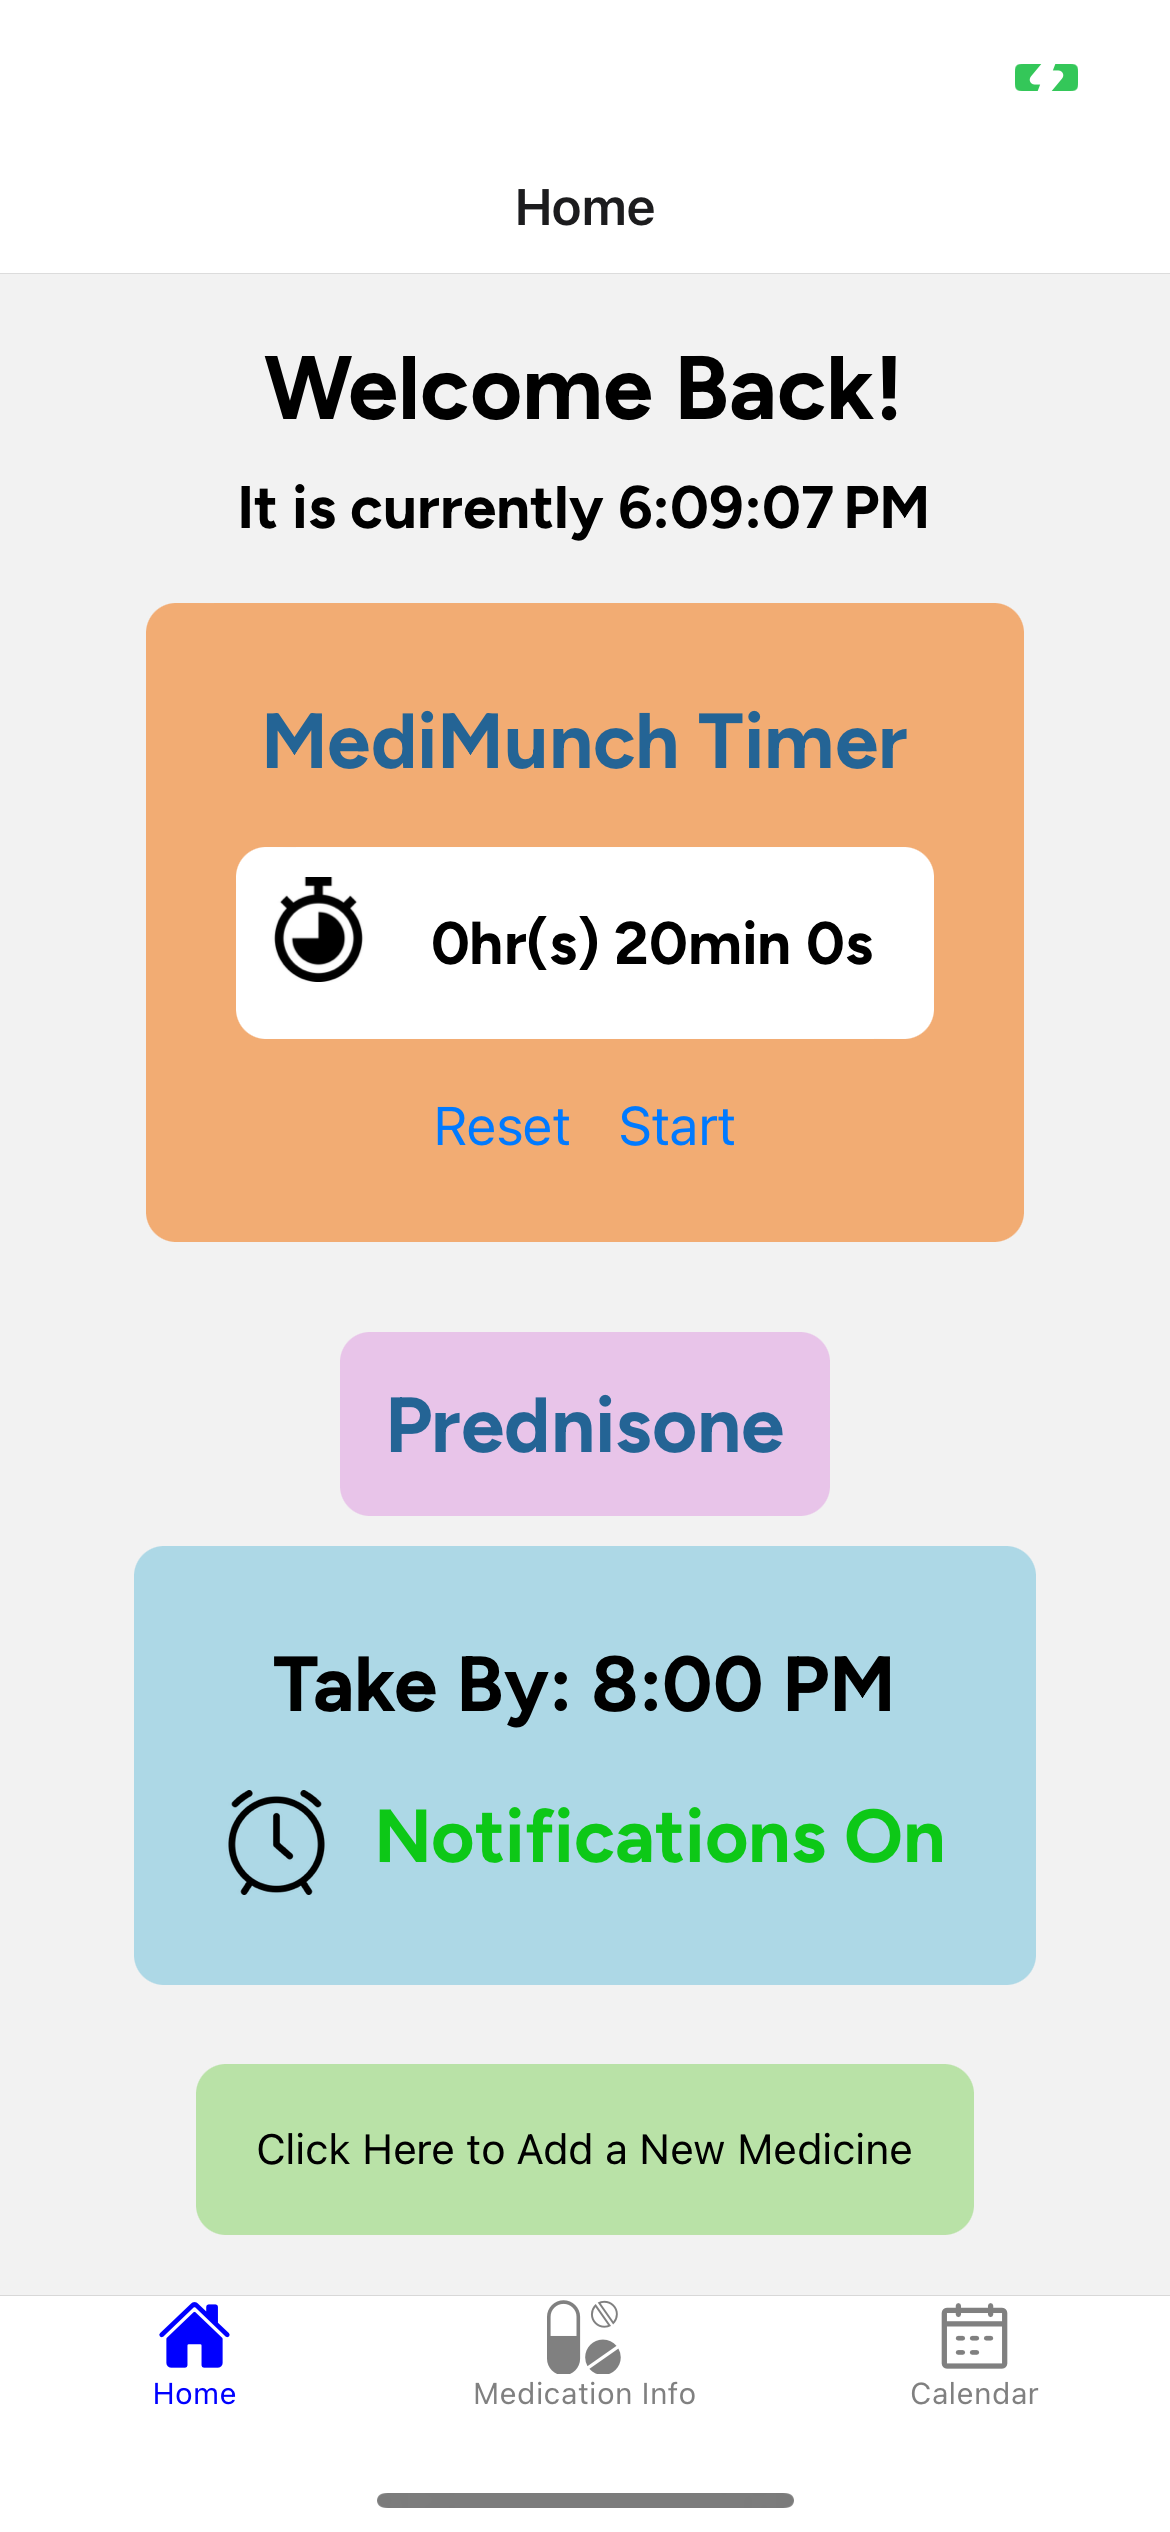 Home
Welcome Back!
It is currently 6:09:07 PM
MediMunch Timer
0hr(s) 20min 0s
Reset Start
Prednisone
Take By: 8:00 PM
Notifications On
Click Here to Add a New Medicine
Home Medication Info Calendar